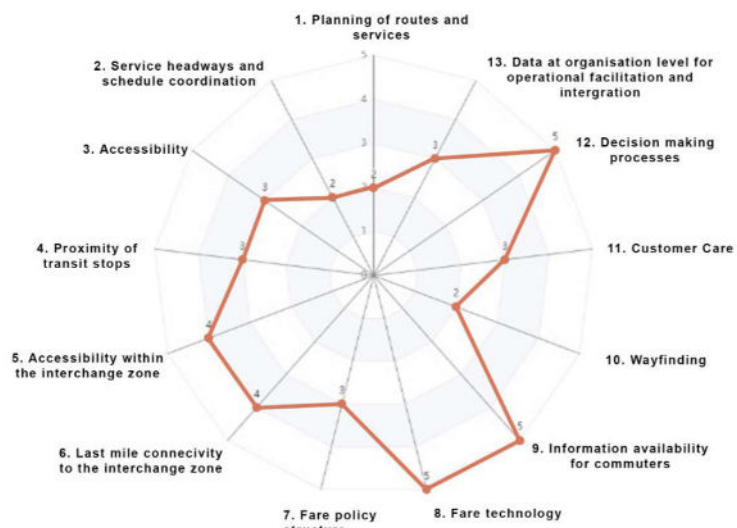 1. Planning of routes and
services
2. Service headways and
schedule coordination
13. Data at organisation level for
operational facilitation and
intergration
3. Accessibility
12. Decision making
processes
4. Proximity of
transit stops
11. Customer Care
5. Accessibility within
the interchange zone
10. Wayfinding
6. Last mile connecivity
to the interchange zone
9. Information availability
for commuters
7. Fare policy
8. Fare technology
5
4
3
2
1
0
2
3
5
3
2
5
5
3
4
4
3
3
2